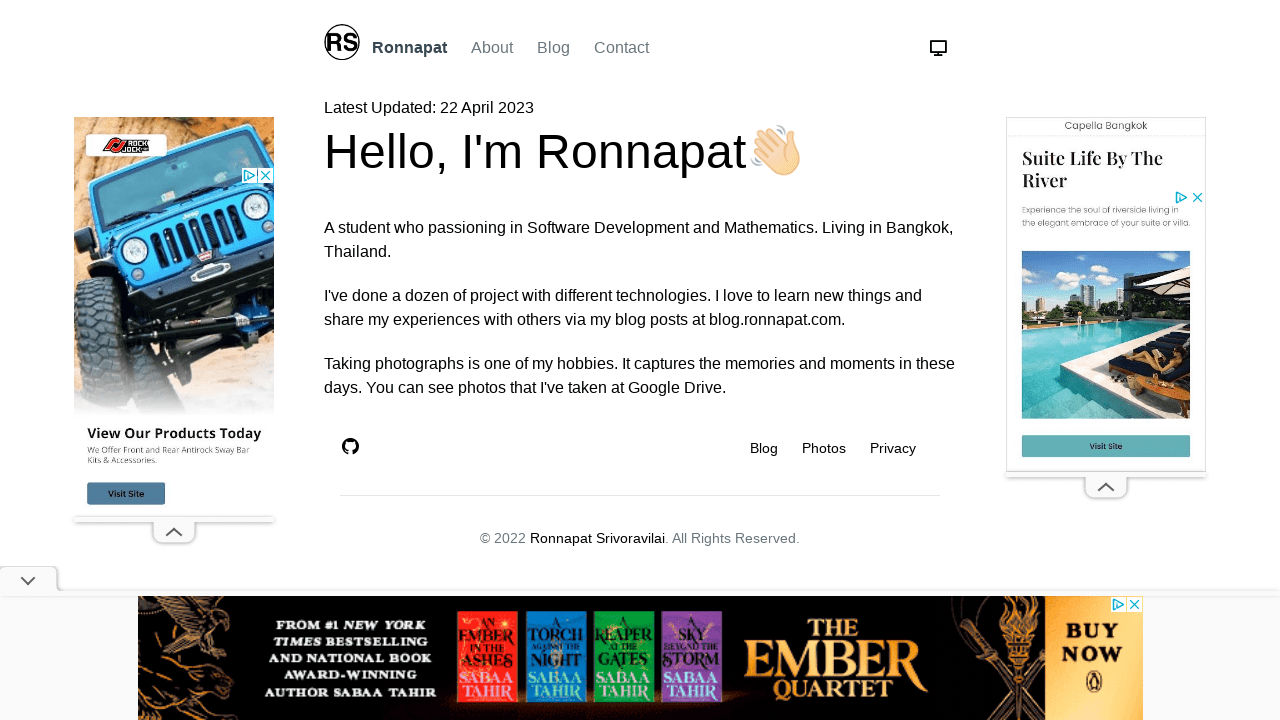 RS
Ronnapat
About
Blog
Contact
Latest Updated: 22 April 2023
Hello, I'm Ronnapat
A student who passioning in Software Development and Mathematics. Living in Bangkok,
Thailand.
I've done a dozen of project with different technologies. I love to learn new things and
share my experiences with others via my blog posts at blog.ronnapat.com.
Taking photographs is one of my hobbies. It captures the memories and moments in these
days. You can see photos that I've taken at Google Drive.
Blog
Photos
Privacy
© 2022 Ronnapat Srivoravilai. All Rights Reserved.
ROCK
JOCK
View Our Products Today
We Offer Front and Rear Antirock Sway Bar
Kits & Accessories.
Visit Site
Capella Bangkok
Suite Life By The
River
Experience the soul of riverside living in
the elegant embrace of your suite or villa.
Visit Site
FROM #1 NEW YORK
TIMES BESTSELLING
AND NATIONAL BOOK
AWARD-WINNING
AUTHOR SABAA TAHIR
AN
EMBER
IN THE
ASHES
SABAA
TAHIR
A
TORCH
AGAINST THE
NIGHT
SABAA
TAHIR
A
REAPER
AT THE
GATES
SABAA
TAHIR
A
SKY
BEYOND THE
STORM
SABAA
TAHIR
THE
EMBER
QUARTET
BUY
NOW